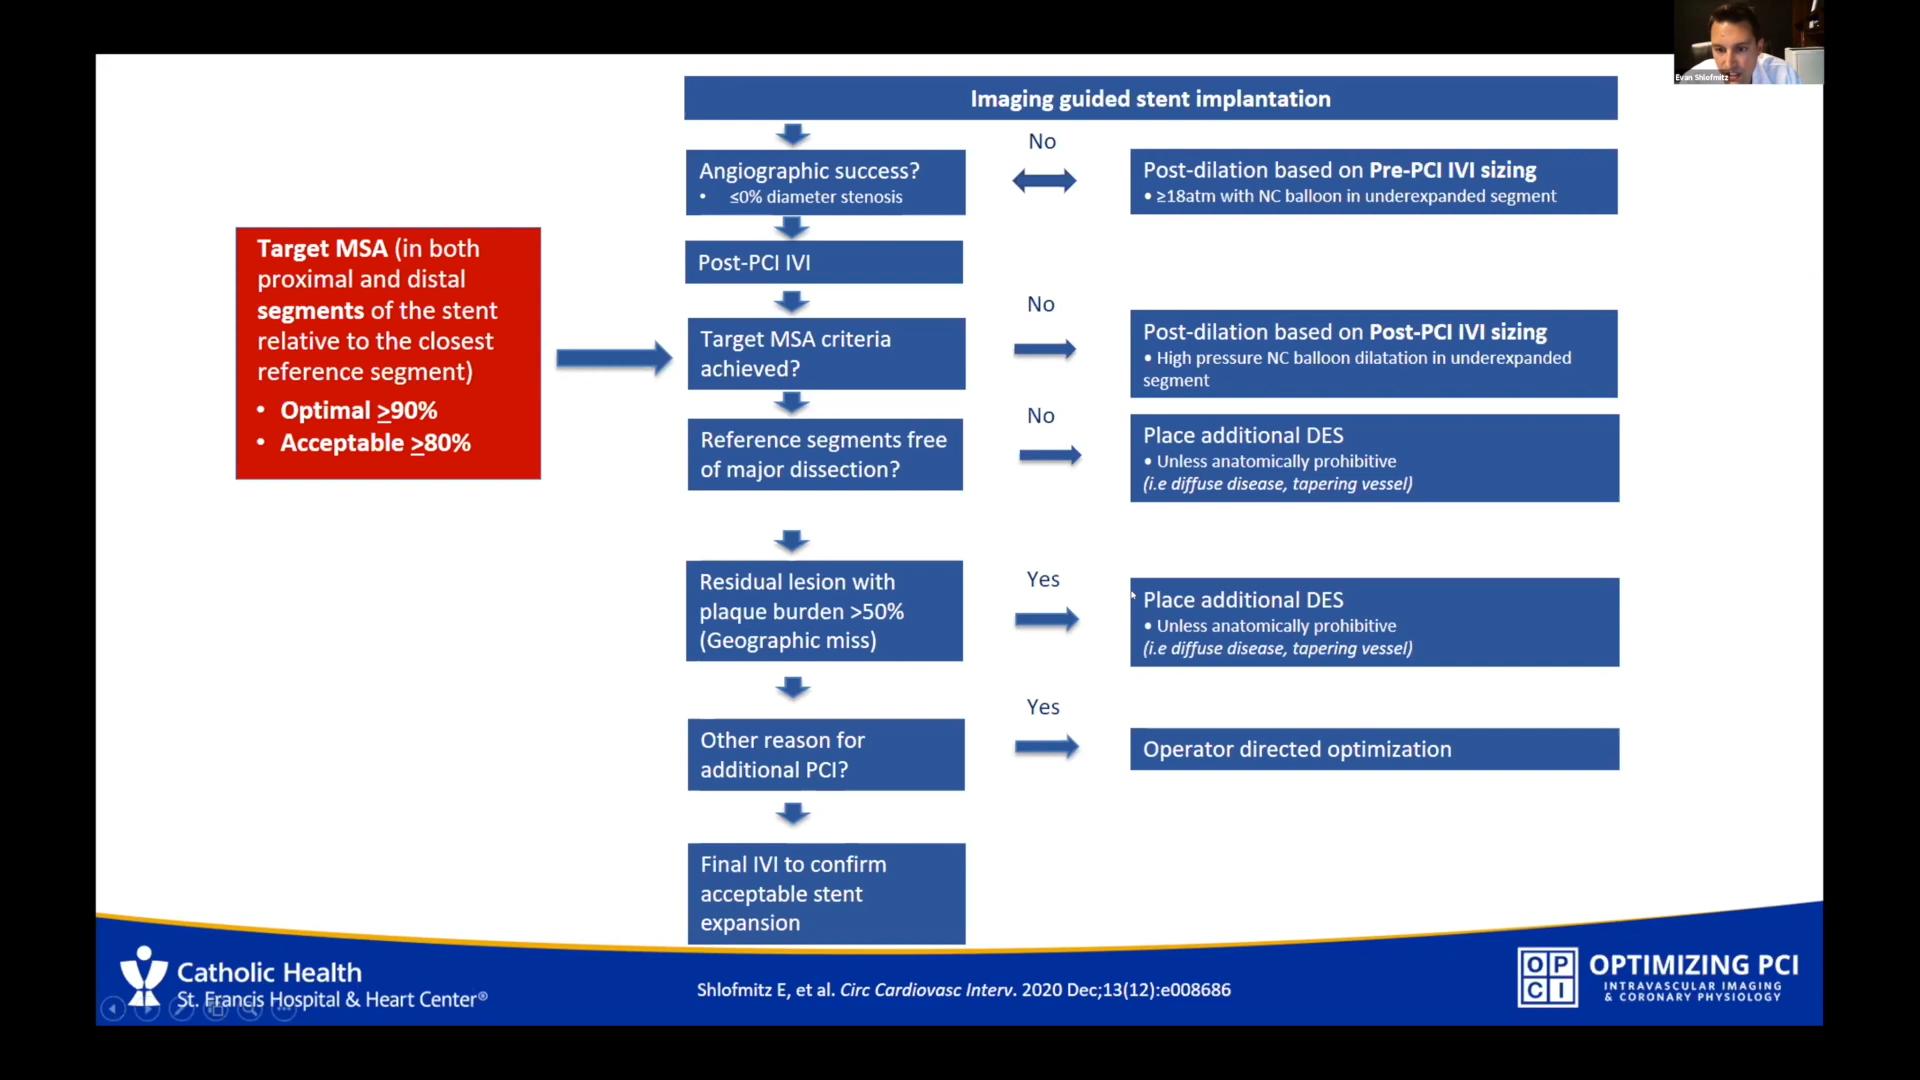 Evan Shlofmitz
Imaging guided stent implantation
No
Angiographic success?
• ≤0% diameter stenosis
Post-dilation based on Pre-PCI IVI sizing
• ≥18atm with NC balloon in underexpanded segment
Target MSA (in both
proximal and distal
segments of the stent
relative to the closest
reference segment)
• Optimal ≥90%
• Acceptable ≥80%
Post-PCI IVI
No
Target MSA criteria
achieved?
Post-dilation based on Post-PCI IVI sizing
• High pressure NC balloon dilatation in underexpanded
segment
No
Reference segments free
of major dissection?
Place additional DES
• Unless anatomically prohibitive
(i.e diffuse disease, tapering vessel)
Yes
Residual lesion with
plaque burden >50%
(Geographic miss)
Place additional DES
• Unless anatomically prohibitive
(i.e diffuse disease, tapering vessel)
Yes
Other reason for
additional PCI?
Operator directed optimization
Final IVI to confirm
acceptable stent
expansion
Catholic Health
St. Francis Hospital & Heart Center®
Shlofmitz E, et al. Circ Cardiovasc Interv. 2020 Dec;13(12):e008686
OP
CI
OPTIMIZING PCI
INTRAVASCULAR IMAGING
& CORONARY PHYSIOLOGY